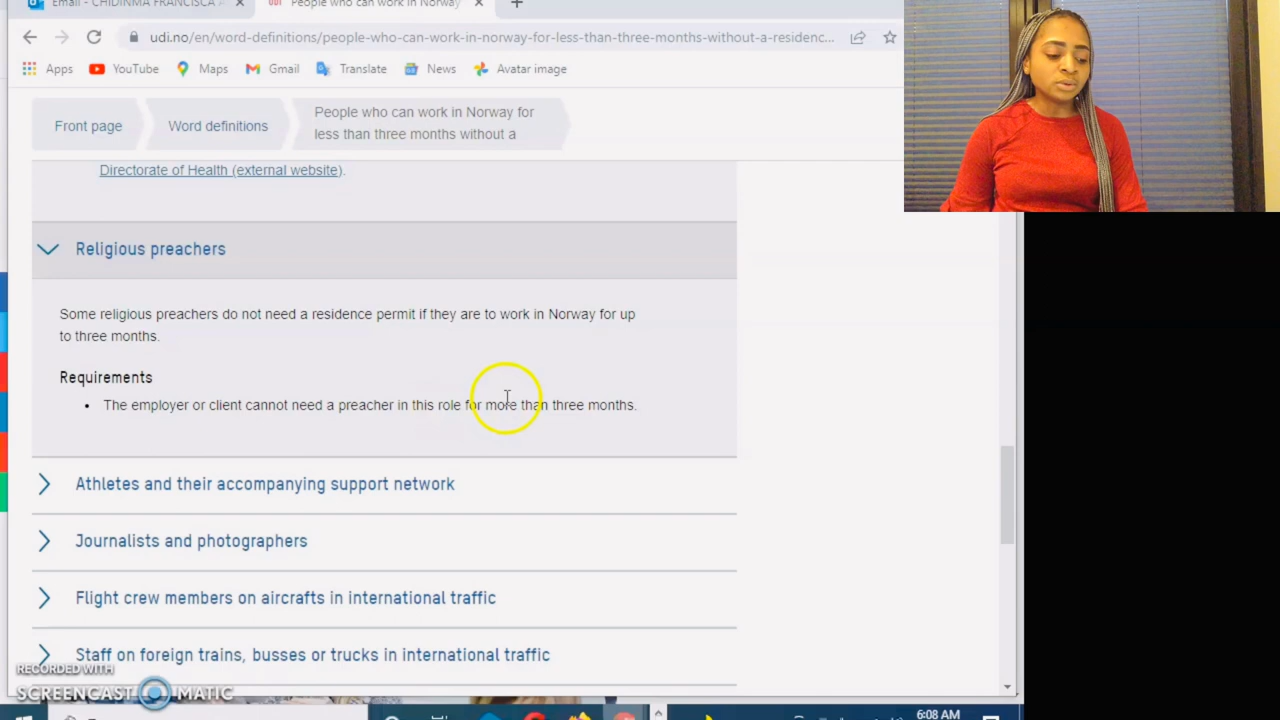 Email - CHIDINMA FRANCISCA
People who can work in Norway
udi.no/en/word-definitions/people-who-can-work-in-norway-for-less-than-three-months-without-a-residenc...
Apps YouTube Maps Gmail Translate News Avatar image
Front page
Word definitions
People who can work in Norway for
less than three months without a
Directorate of Health (external website).
Religious preachers
Some religious preachers do not need a residence permit if they are to work in Norway for up
to three months.
Requirements
• The employer or client cannot need a preacher in this role for more than three months.
Athletes and their accompanying support network
Journalists and photographers
Flight crew members on aircrafts in international traffic
Staff on foreign trains, busses or trucks in international traffic
RECORDED WITH
SCREENCAST MATIC
6:08 AM